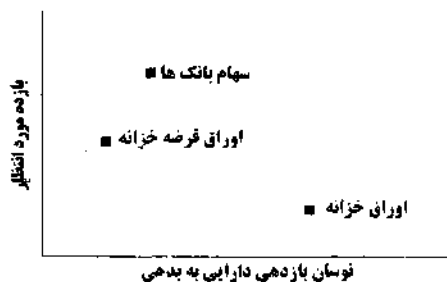 سهام بانک ها
بازده مورد انتظار
اوراق قرضه خزانه
اوراق خزانه
نوسان بازدهی دارایی به بدهی